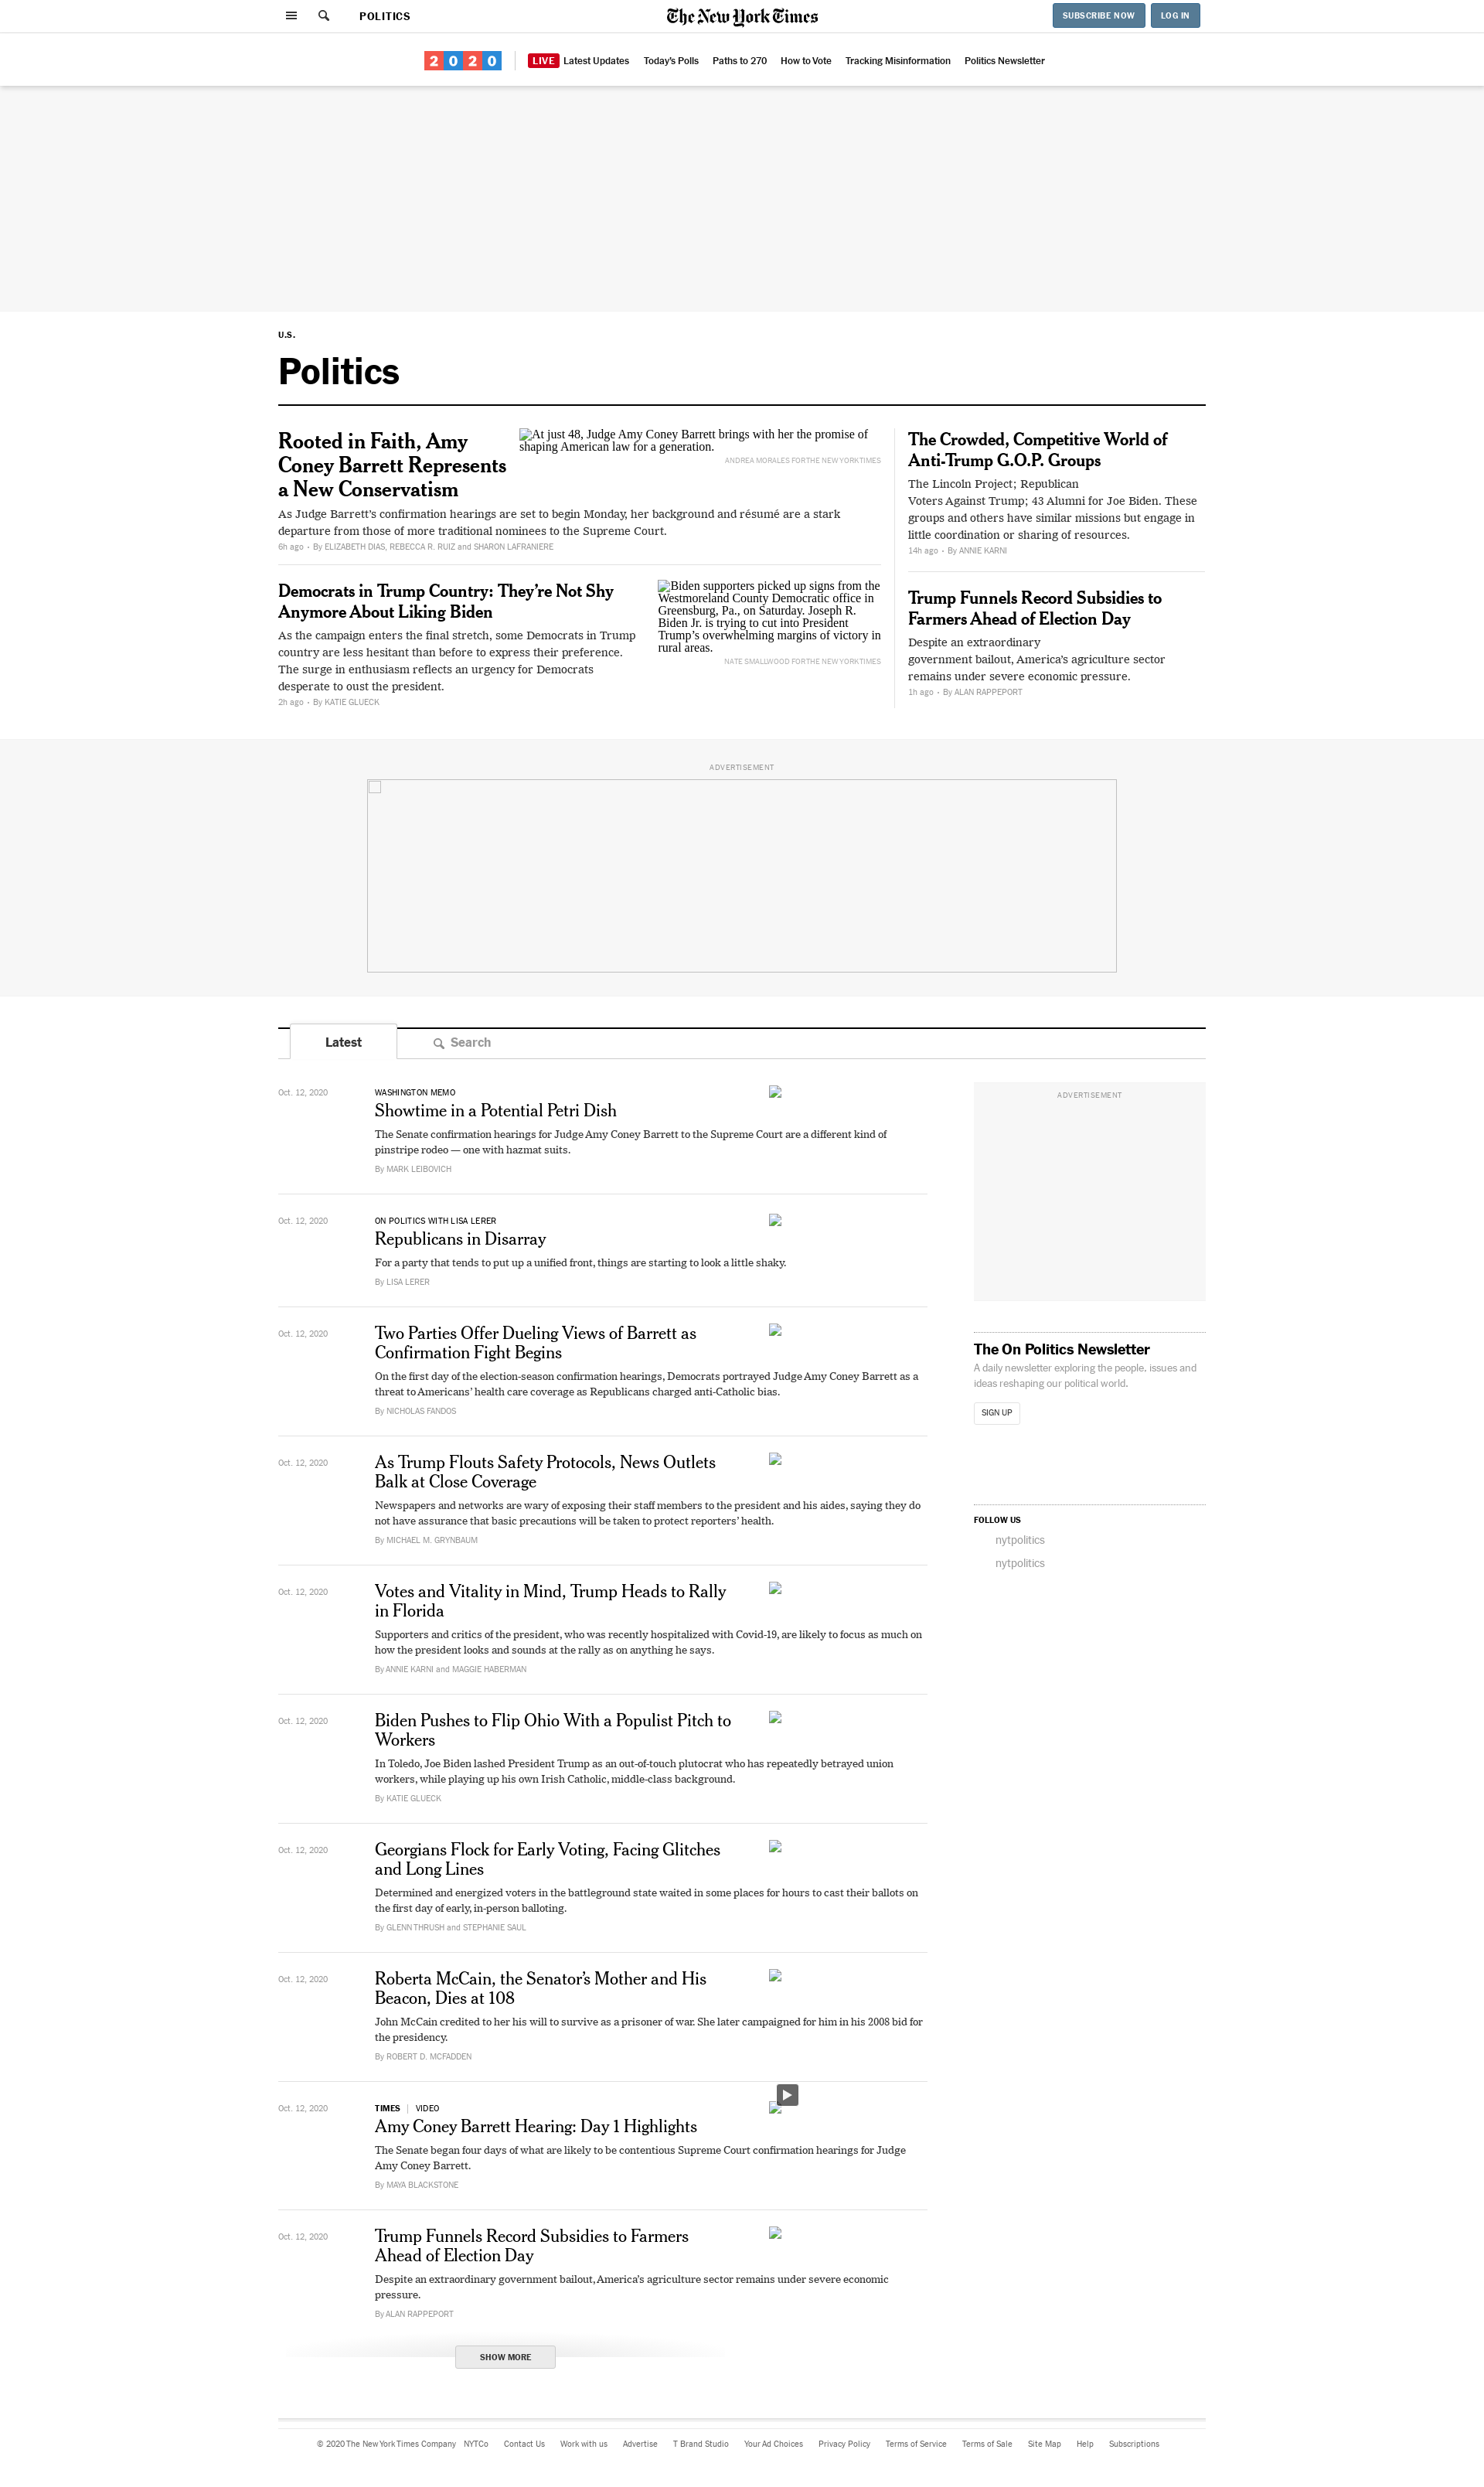 POLITICS
The New York Times
SUBSCRIBE NOW
LOG IN
2020
LIVE Latest Updates
Today's Polls
Paths to 270
How to Vote
Tracking Misinformation
Politics Newsletter
U.S.
Politics
Rooted in Faith, Amy
Coney Barrett Represents
a New Conservatism
At just 48, Judge Amy Coney Barrett brings with her the promise of
shaping American law for a generation.
ANDREA MORALES FOR THE NEW YORK TIMES
As Judge Barrett’s confirmation hearings are set to begin Monday, her background and résumé are a stark
departure from those of more traditional nominees to the Supreme Court.
6h ago • By ELIZABETH DIAS, REBECCA R. RUIZ and SHARON LAFRANIERE
Democrats in Trump Country: They’re Not Shy
Anymore About Liking Biden
As the campaign enters the final stretch, some Democrats in Trump
country are less hesitant than before to express their preference.
The surge in enthusiasm reflects an urgency for Democrats
desperate to oust the president.
2h ago • By KATIE GLUECK
Biden supporters picked up signs from the
Westmoreland County Democratic office in
Greensburg, Pa., on Saturday. Joseph R.
Biden Jr. is trying to cut into President
Trump’s overwhelming margins of victory in
rural areas.
NATE SMALLWOOD FOR THE NEW YORK TIMES
The Crowded, Competitive World of
Anti-Trump G.O.P. Groups
The Lincoln Project; Republican
Voters Against Trump; 43 Alumni for Joe Biden. These
groups and others have similar missions but engage in
little coordination or sharing of resources.
14h ago • By ANNIE KARNI
Trump Funnels Record Subsidies to
Farmers Ahead of Election Day
Despite an extraordinary
government bailout, America’s agriculture sector
remains under severe economic pressure.
1h ago • By ALAN RAPPEPORT
ADVERTISEMENT
Latest
Search
Oct. 12, 2020
WASHINGTON MEMO
Showtime in a Potential Petri Dish
The Senate confirmation hearings for Judge Amy Coney Barrett to the Supreme Court are a different kind of
pinstripe rodeo — one with hazmat suits.
By MARK LEIBOVICH
Oct. 12, 2020
ON POLITICS WITH LISA LERER
Republicans in Disarray
For a party that tends to put up a unified front, things are starting to look a little shaky.
By LISA LERER
Oct. 12, 2020
Two Parties Offer Dueling Views of Barrett as
Confirmation Fight Begins
On the first day of the election-season confirmation hearings, Democrats portrayed Judge Amy Coney Barrett as a
threat to Americans’ health care coverage as Republicans charged anti-Catholic bias.
By NICHOLAS FANDOS
Oct. 12, 2020
As Trump Flouts Safety Protocols, News Outlets
Balk at Close Coverage
Newspapers and networks are wary of exposing their staff members to the president and his aides, saying they do
not have assurance that basic precautions will be taken to protect reporters’ health.
By MICHAEL M. GRYNBAUM
Oct. 12, 2020
Votes and Vitality in Mind, Trump Heads to Rally
in Florida
Supporters and critics of the president, who was recently hospitalized with Covid-19, are likely to focus as much on
how the president looks and sounds at the rally as on anything he says.
By ANNIE KARNI and MAGGIE HABERMAN
Oct. 12, 2020
Biden Pushes to Flip Ohio With a Populist Pitch to
Workers
In Toledo, Joe Biden lashed President Trump as an out-of-touch plutocrat who has repeatedly betrayed union
workers, while playing up his own Irish Catholic, middle-class background.
By KATIE GLUECK
Oct. 12, 2020
Georgians Flock for Early Voting, Facing Glitches
and Long Lines
Determined and energized voters in the battleground state waited in some places for hours to cast their ballots on
the first day of early, in-person balloting.
By GLENN THRUSH and STEPHANIE SAUL
Oct. 12, 2020
Roberta McCain, the Senator’s Mother and His
Beacon, Dies at 108
John McCain credited to her his will to survive as a prisoner of war. She later campaigned for him in his 2008 bid for
the presidency.
By ROBERT D. MCFADDEN
Oct. 12, 2020
TIMES | VIDEO
Amy Coney Barrett Hearing: Day 1 Highlights
The Senate began four days of what are likely to be contentious Supreme Court confirmation hearings for Judge
Amy Coney Barrett.
By MAYA BLACKSTONE
Oct. 12, 2020
Trump Funnels Record Subsidies to Farmers
Ahead of Election Day
Despite an extraordinary government bailout, America’s agriculture sector remains under severe economic
pressure.
By ALAN RAPPEPORT
SHOW MORE
ADVERTISEMENT
The On Politics Newsletter
A daily newsletter exploring the people, issues and
ideas reshaping our political world.
SIGN UP
FOLLOW US
nytpolitics
nytpolitics
© 2020 The New York Times Company
NYTCo
Contact Us
Work with us
Advertise
T Brand Studio
Your Ad Choices
Privacy Policy
Terms of Service
Terms of Sale
Site Map
Help
Subscriptions